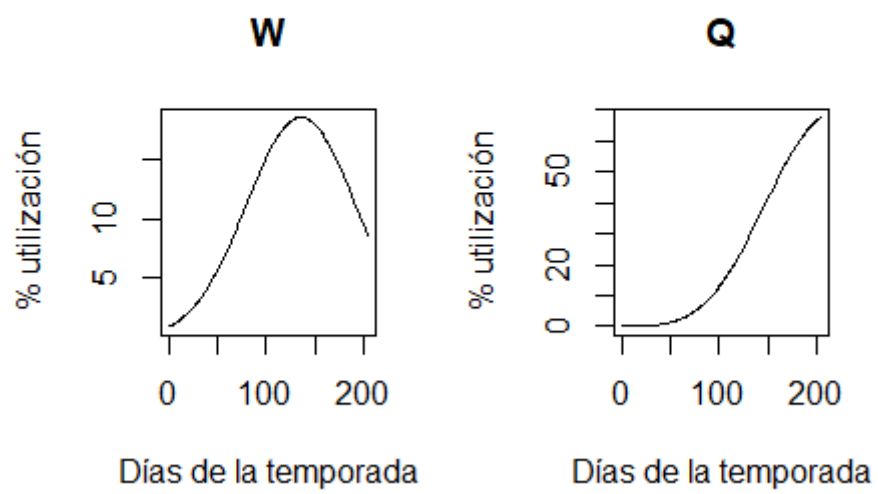 W
% utilización
5
10
0
100
200
Días de la temporada
Q
% utilización
0
20
50
0
100
200
Días de la temporada